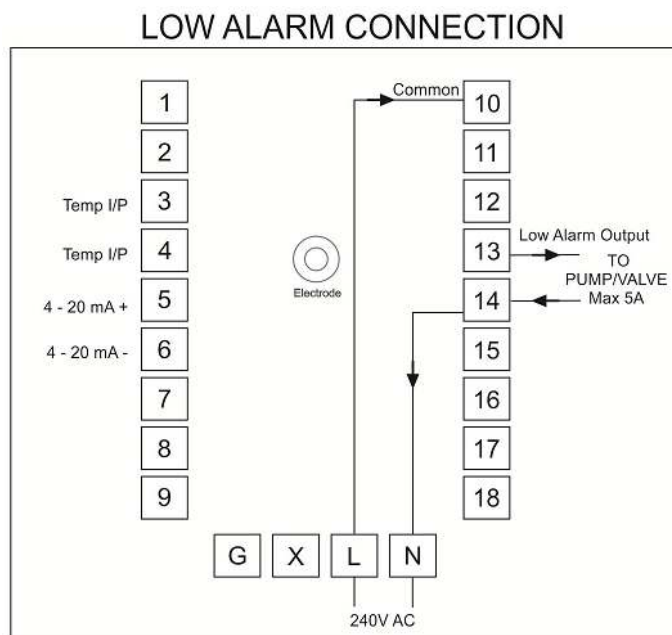 LOW ALARM CONNECTION
1
2
Temp I/P 3
Temp I/P 4
4 - 20 mA + 5
4 - 20 mA - 6
7
8
9
Electrode
Common 10
11
12
13 Low Alarm Output
TO
PUMP/VALVE
14 Max 5A
15
16
17
18
G X L N
240V AC